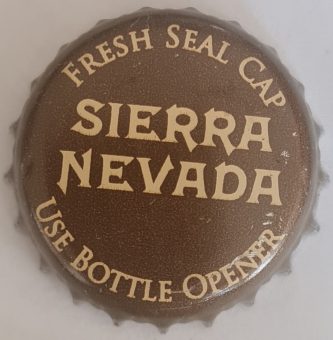 FRESH SEAL CAP
SIERRA
NEVADA
USE BOTTLE OPENER